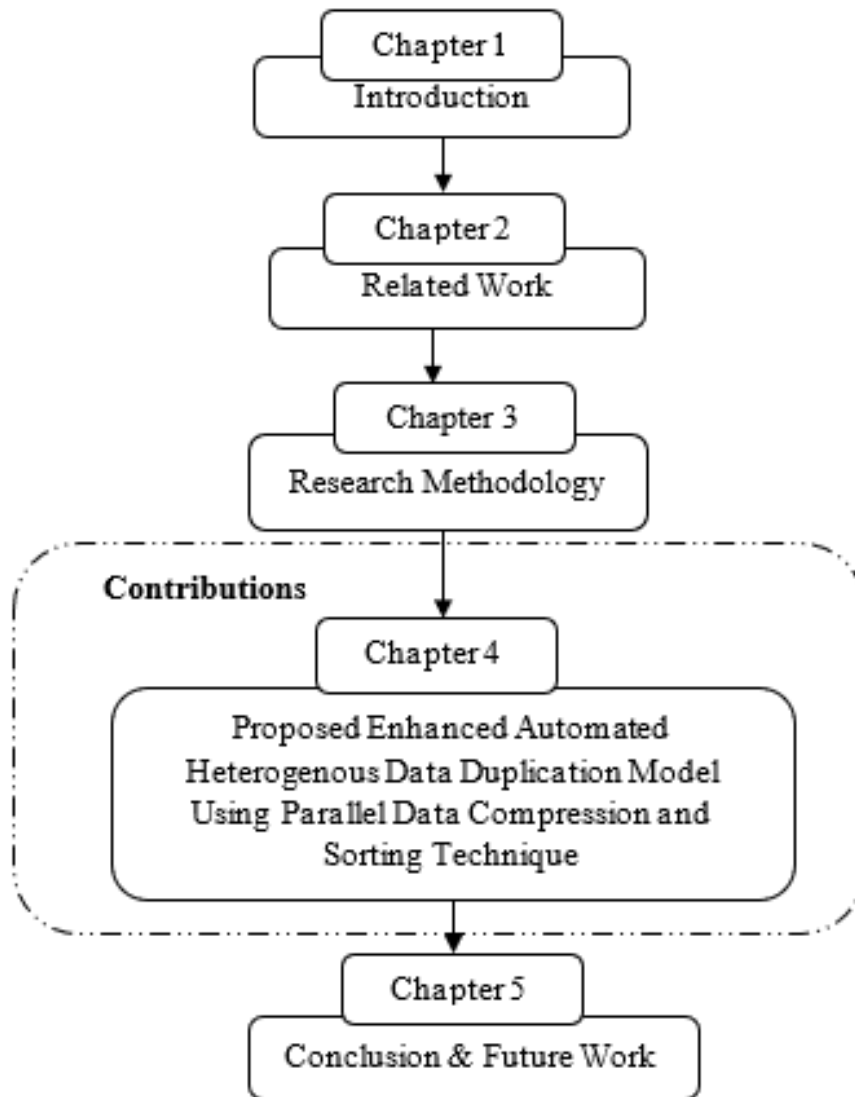 Chapter 1
Introduction
Chapter 2
Related Work
Chapter 3
Research Methodology
Contributions
Chapter 4
Proposed Enhanced Automated
Heterogenous Data Duplication Model
Using Parallel Data Compression and
Sorting Technique
Chapter 5
Conclusion & Future Work